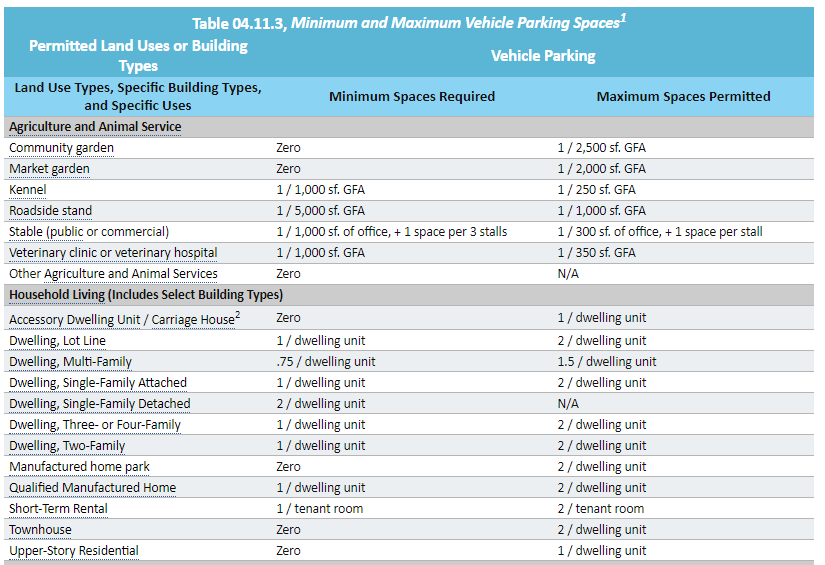 Table 04.11.3, Minimum and Maximum Vehicle Parking Spaces1
Permitted Land Uses or Building Types Vehicle Parking
Land Use Types, Specific Building Types, and Specific Uses Minimum Spaces Required Maximum Spaces Permitted
Agriculture and Animal Service
Community garden Zero 1 / 2,500 sf. GFA
Market garden Zero 1 / 2,000 sf. GFA
Kennel 1 / 1,000 sf. GFA 1 / 250 sf. GFA
Roadside stand 1 / 5,000 sf. GFA 1 / 1,000 sf. GFA
Stable (public or commercial) 1 / 1,000 sf. of office, + 1 space per 3 stalls 1 / 300 sf. of office, + 1 space per stall
Veterinary clinic or veterinary hospital 1 / 1,000 sf. GFA 1 / 350 sf. GFA
Other Agriculture and Animal Services Zero N/A
Household Living (Includes Select Building Types)
Accessory Dwelling Unit / Carriage House2 Zero 1 / dwelling unit
Dwelling, Lot Line 1 / dwelling unit 2 / dwelling unit
Dwelling, Multi-Family .75 / dwelling unit 1.5 / dwelling unit
Dwelling, Single-Family Attached 1 / dwelling unit 2 / dwelling unit
Dwelling, Single-Family Detached 2 / dwelling unit N/A
Dwelling, Three- or Four-Family 1 / dwelling unit 2 / dwelling unit
Dwelling, Two-Family 1 / dwelling unit 2 / dwelling unit
Manufactured home park Zero 2 / dwelling unit
Qualified Manufactured Home 1 / dwelling unit 2 / dwelling unit
Short-Term Rental 1 / tenant room 2 / tenant room
Townhouse Zero 2 / dwelling unit
Upper-Story Residential Zero 1 / dwelling unit